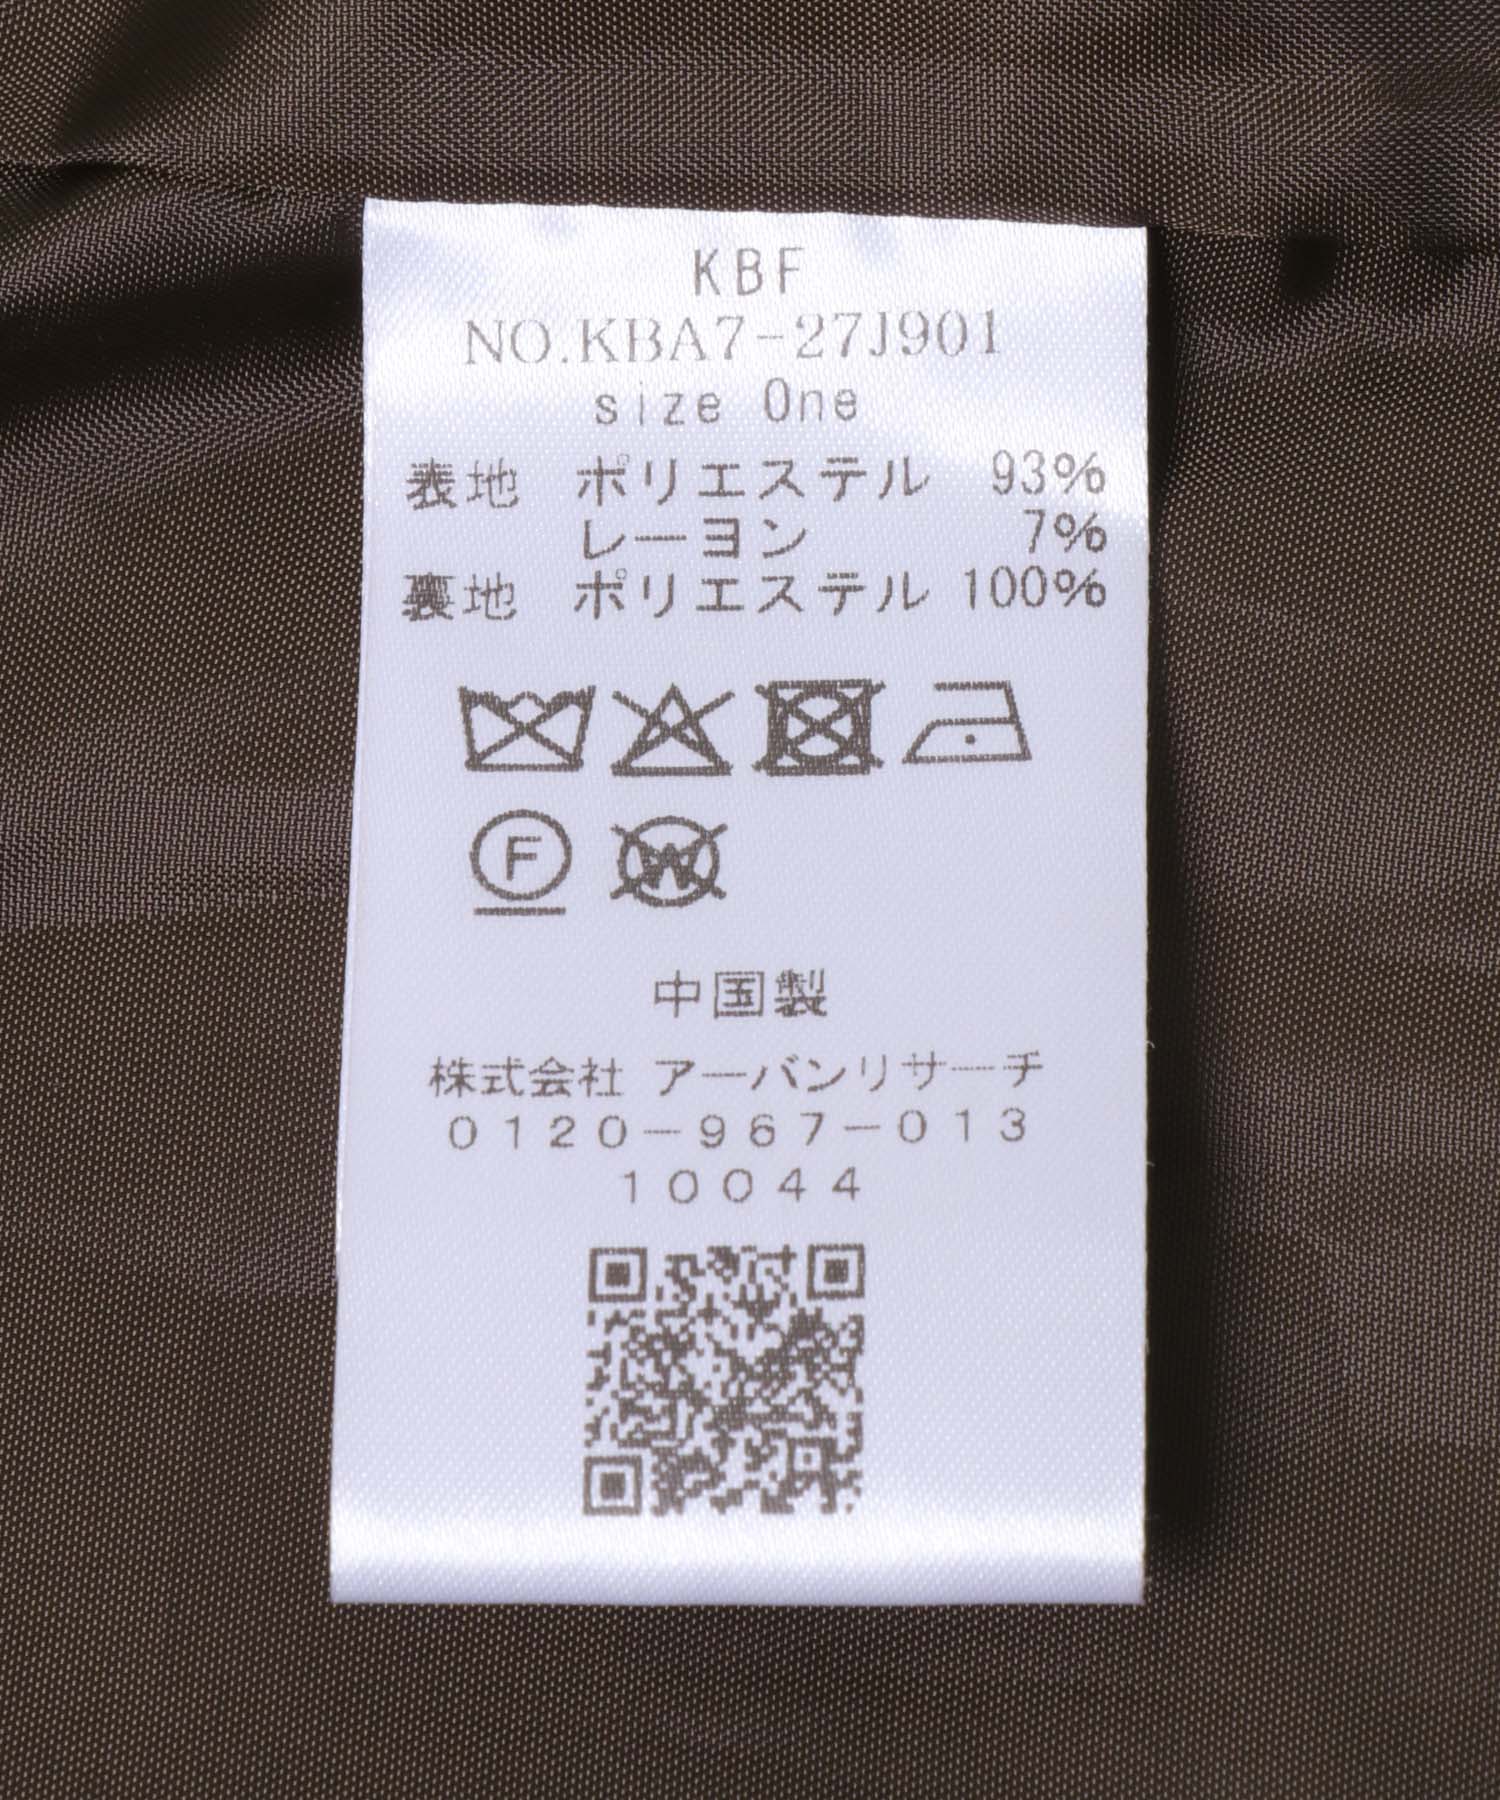 KBF
NO.KBA7-27J901
size One
表地 ポリエステル 93%
レーヨン 7%
裏地 ポリエステル 100%
F W
中国製
株式会社 アーバンリサーチ
0120-967-013
10044